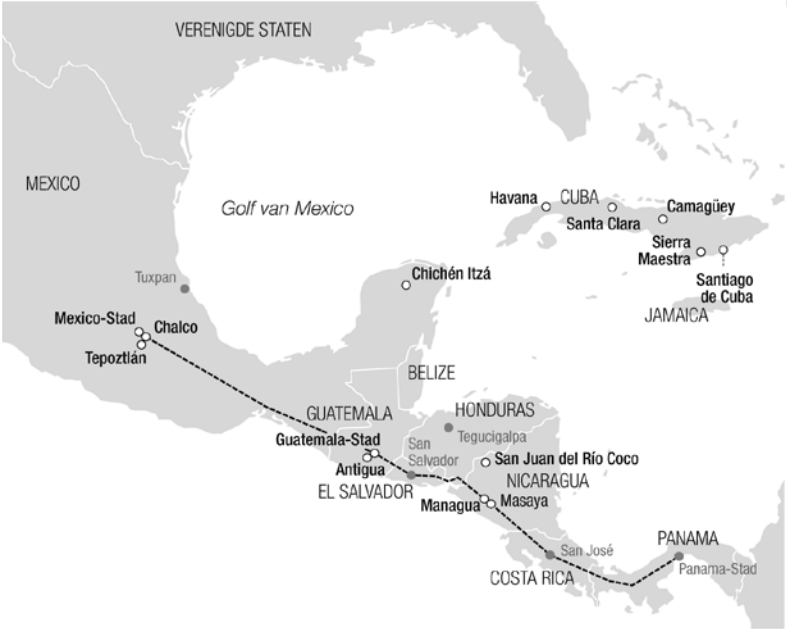 VERENIGDE STATEN
MEXICO
Golf van Mexico
Havana
CUBA
Camagüey
Santa Clara
Sierra
Maestra
Santiago
de Cuba
JAMAICA
Chichén Itzá
Tuxpan
Mexico-Stad
Chalco
Tepoztlán
BELIZE
GUATEMALA
HONDURAS
Guatemala-Stad
Tegucigalpa
San
Salvador
Antigua
San Juan del Río Coco
EL SALVADOR
NICARAGUA
Managua
Masaya
San José
PANAMA
COSTA RICA
Panama-Stad